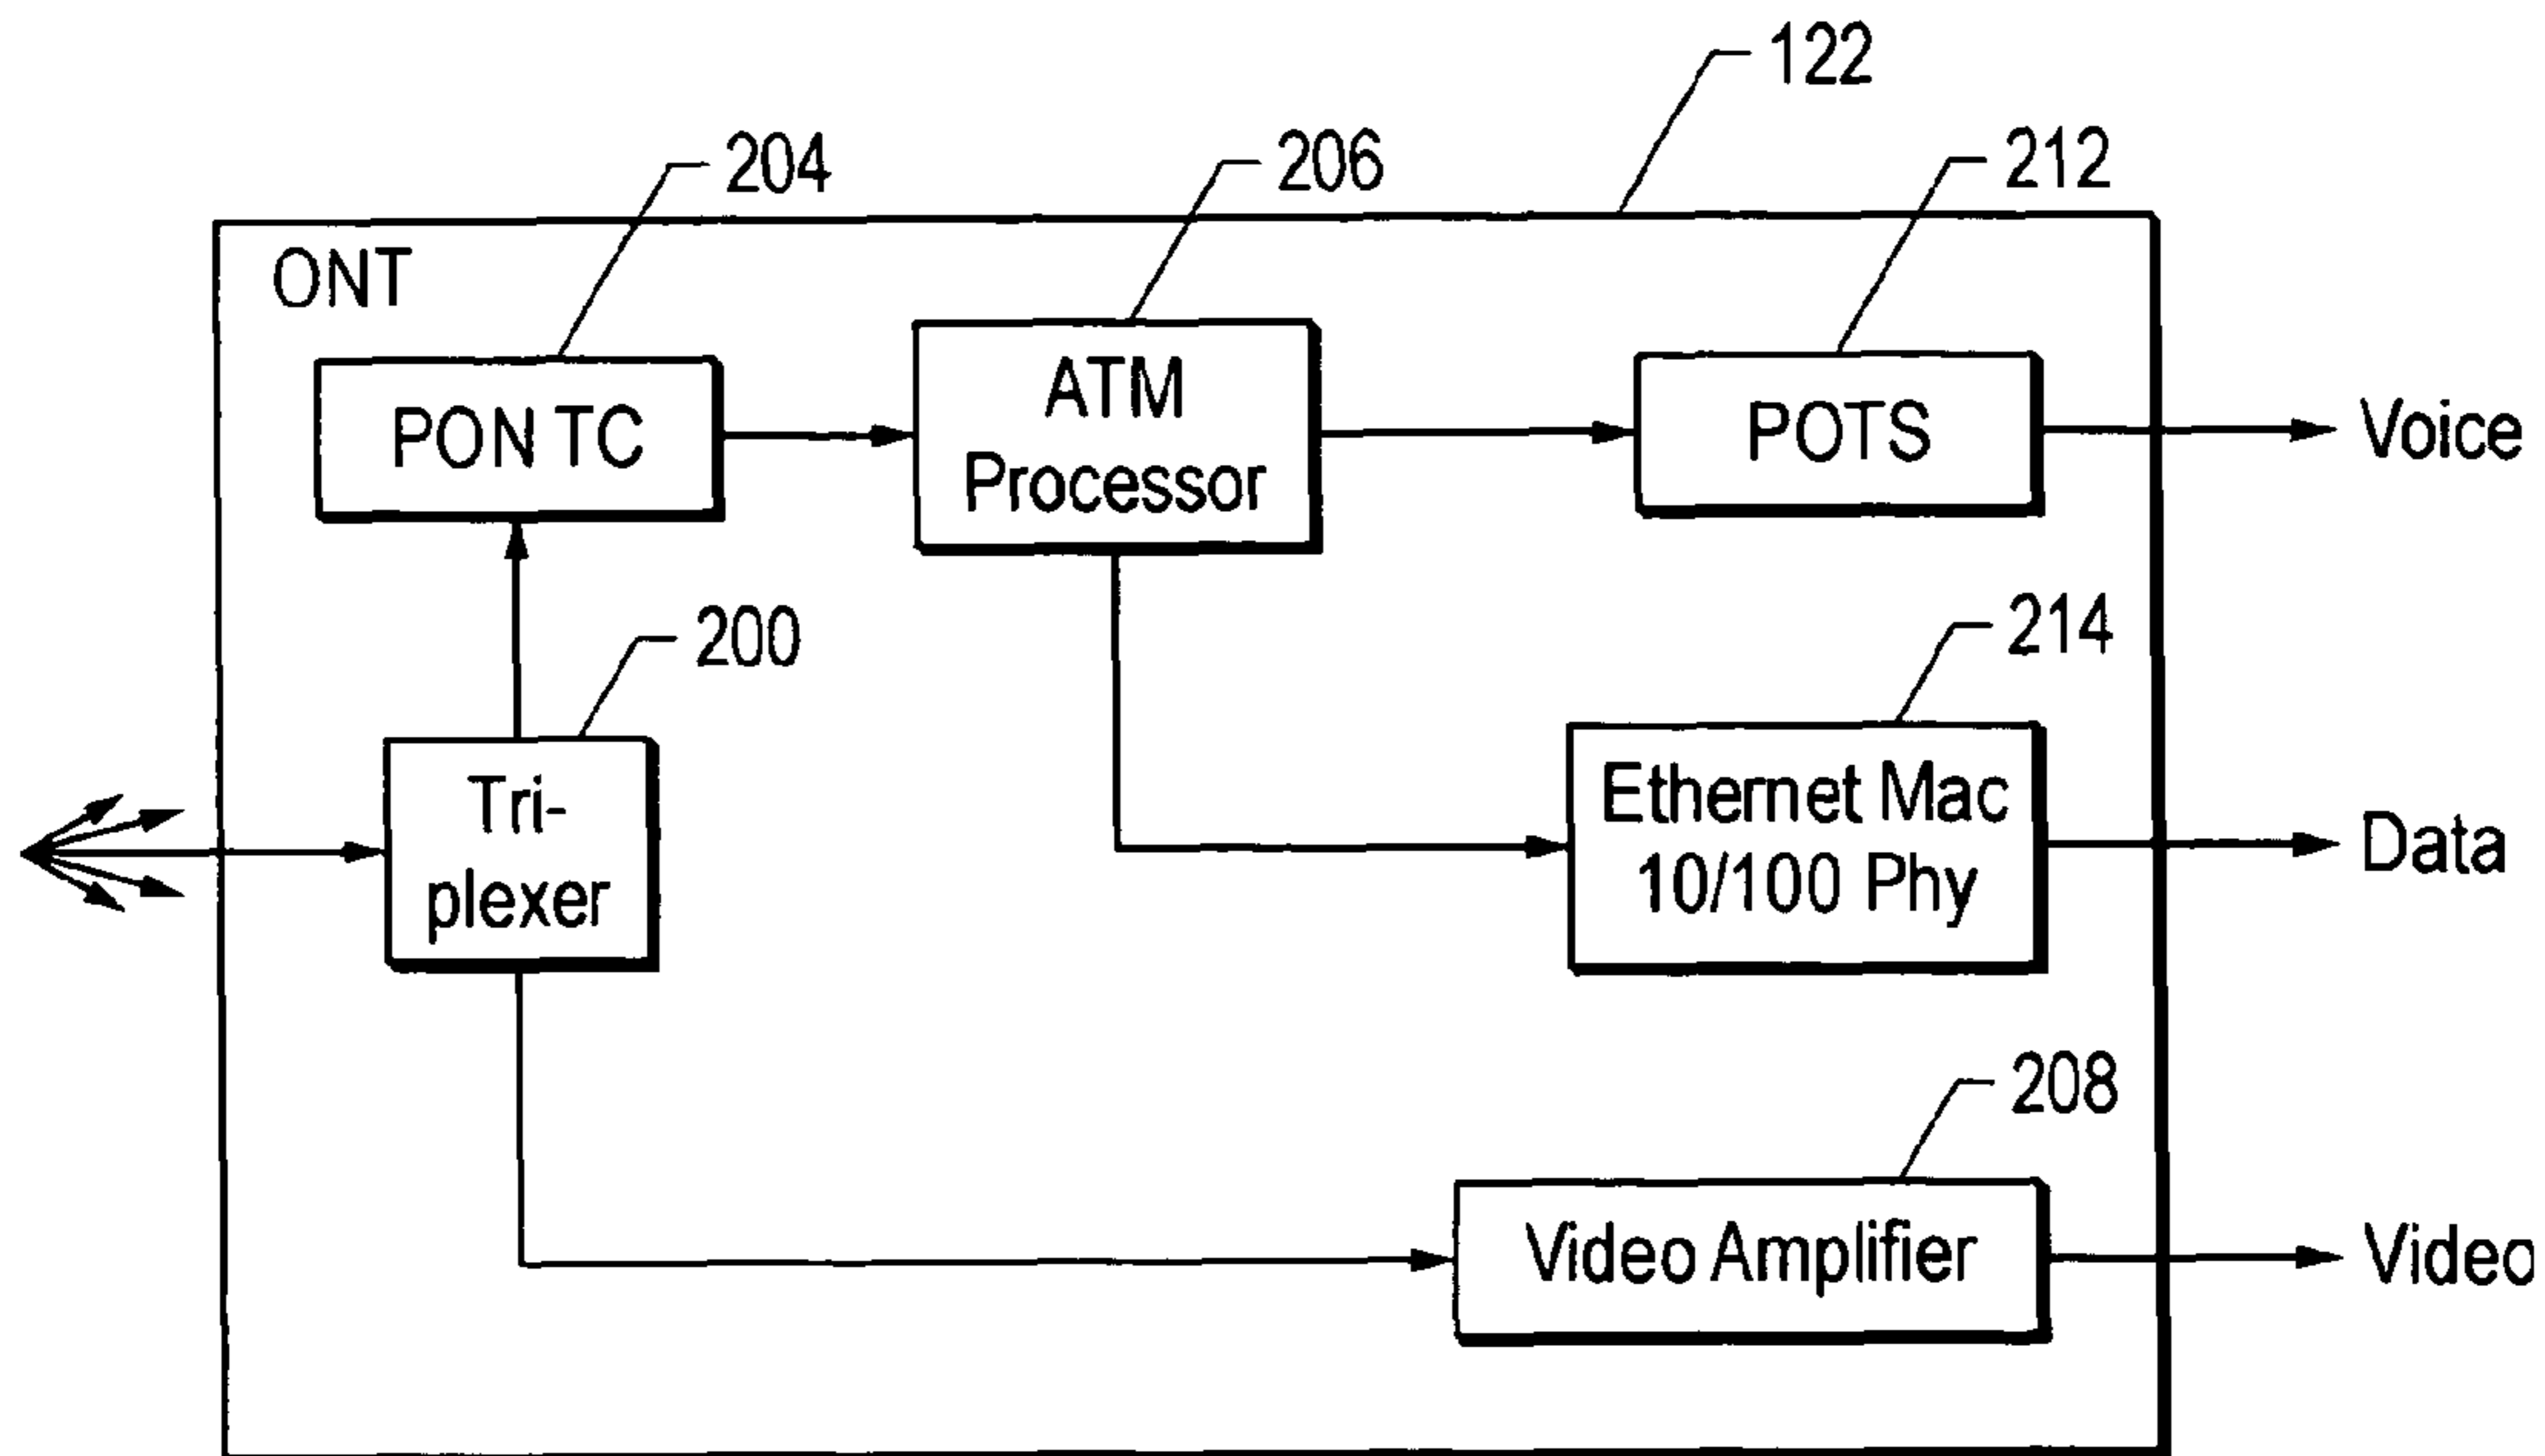 122
204
206
212
ONT
PON TC
ATM
Processor
POTS
Voice
200
214
Tri-
plexer
Ethernet Mac
10/100 Phy
Data
208
Video Amplifier
Video